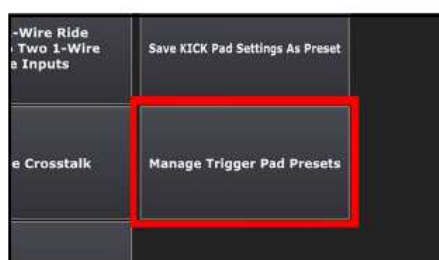 -Wire Ride
Two 1-Wire
Inputs
Save KICK Pad Settings As Preset
e Crosstalk
Manage Trigger Pad Presets